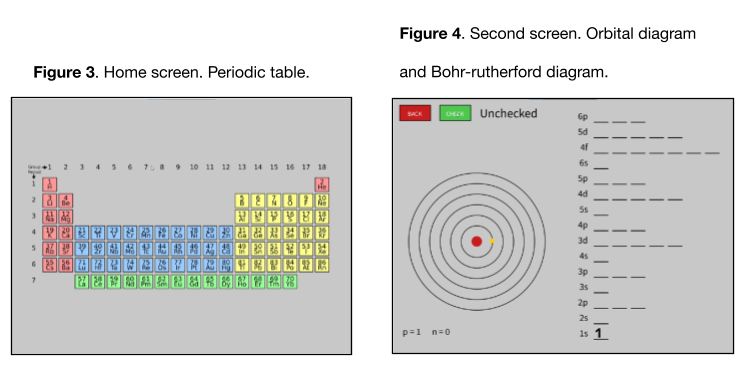 Figure 4. Second screen. Orbital diagram
and Bohr-rutherford diagram.
Figure 3. Home screen. Periodic table.
Group 1 2 3 4 5 6 7 8 9 10 11 12 13 14 15 16 17 18
Period
1 1 H 2 He
2 3 Li 4 Be 5 B 6 C 7 N 8 O 9 F 10 Ne
3 11 Na 12 Mg 13 Al 14 Si 15 P 16 S 17 Cl 18 Ar
4 19 K 20 Ca 21 Sc 22 Ti 23 V 24 Cr 25 Mn 26 Fe 27 Co 28 Ni 29 Cu 30 Zn 31 Ga 32 Ge 33 As 34 Se 35 Br 36 Kr
5 37 Rb 38 Sr 39 Y 40 Zr 41 Nb 42 Mo 43 Tc 44 Ru 45 Rh 46 Pd 47 Ag 48 Cd 49 In 50 Sn 51 Sb 52 Te 53 I 54 Xe
6 55 Cs 56 Ba 71 Lu 72 Hf 73 Ta 74 W 75 Re 76 Os 77 Ir 78 Pt 79 Au 80 Hg 81 Tl 82 Pb 83 Bi 84 Po 85 At 86 Rn
7 57 La 58 Ce 59 Pr 60 Nd 61 Pm 62 Sm 63 Eu 64 Gd 65 Tb 66 Dy 67 Ho 68 Er 69 Tm 70 Yb
BACK CHECK Unchecked
6p
5d
4f
6s
5p
4d
5s
4p
3d
4s
3p
3s
2p
2s
p=1 n=0
1s 1